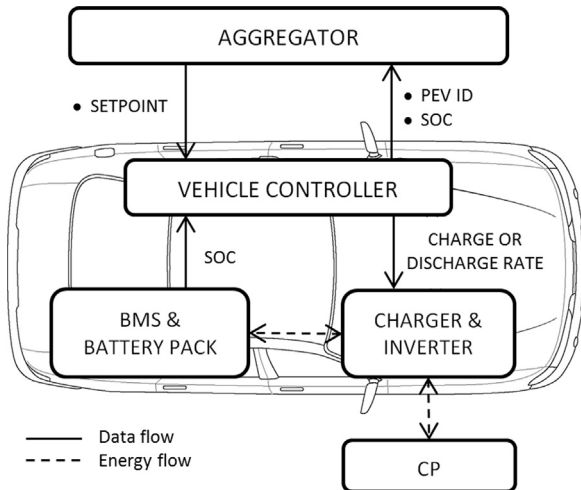 AGGREGATOR
• SETPOINT
• PEV ID
• SOC
VEHICLE CONTROLLER
SOC
CHARGE OR
DISCHARGE RATE
BMS &
BATTERY PACK
CHARGER &
INVERTER
Data flow
Energy flow
CP